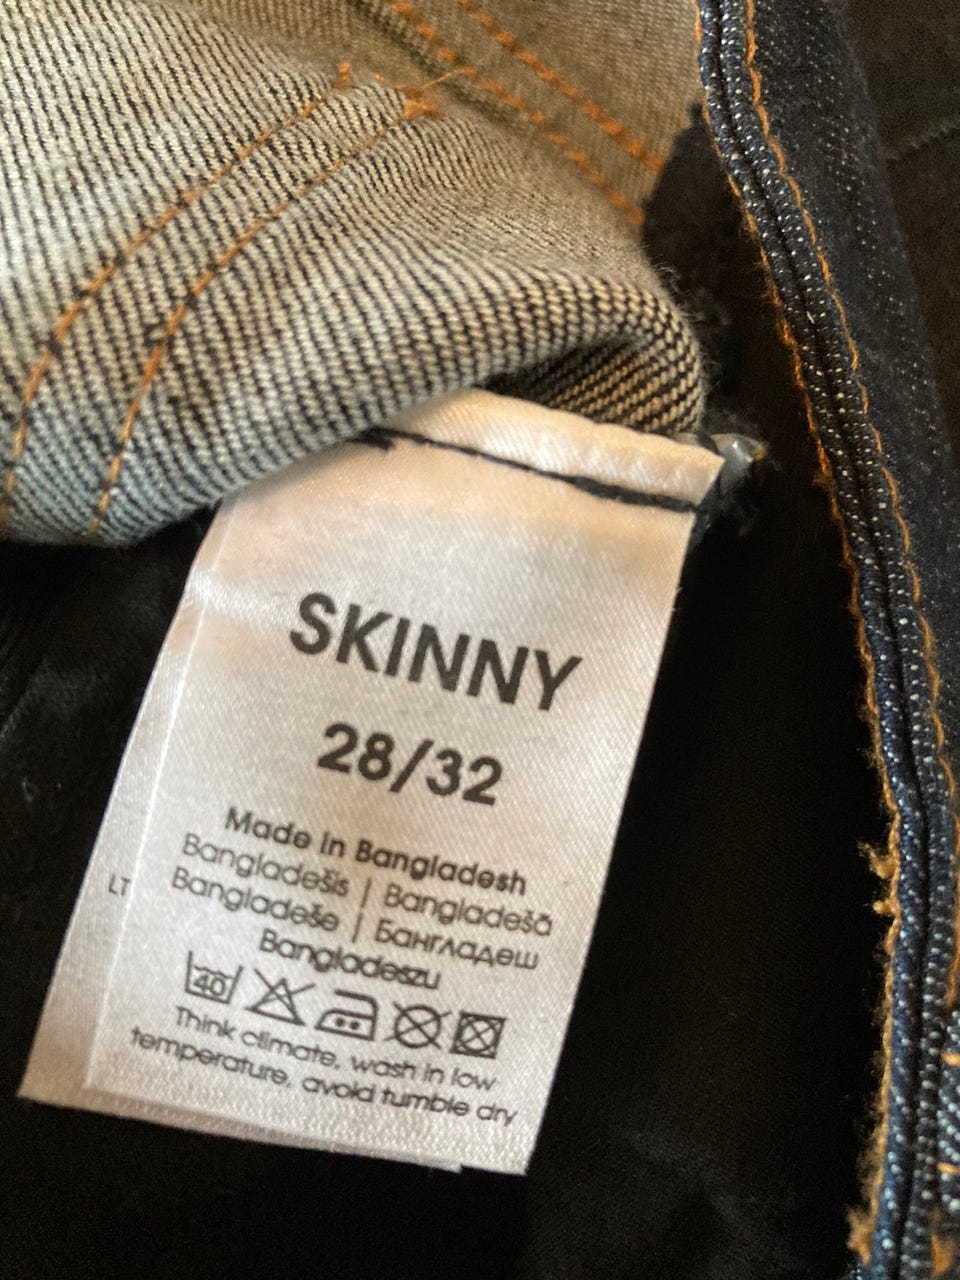 SKINNY
28/32
Made In Bangladesh
Bangladešis | Bangladešā
Bangladeše | Бангладеш
Bangladeszu
LT
40
Think climate, wash in low
temperature, avoid tumble dry